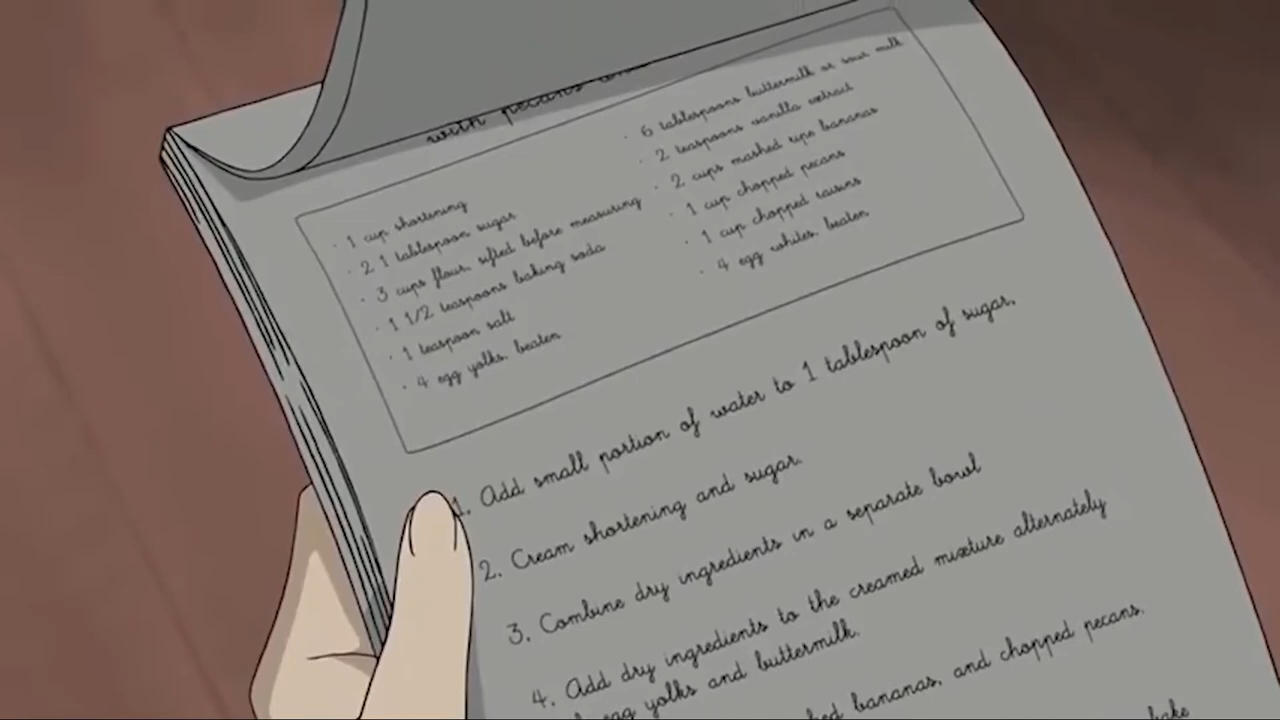 with pecans and
· 1 cup shortening
· 2 1 tablespoon sugar
· 3 cups flour, sifted before measuring
· 1 1/2 teaspoons baking soda
· 1 teaspoon salt
· 4 egg yolks, beaten
· 6 tablespoons buttermilk or sour milk
· 2 teaspoons vanilla extract
· 2 cups mashed ripe bananas
· 1 cup chopped pecans
· 1 cup chopped raisins
· 4 egg whites, beaten
1. Add small portion of water to 1 tablespoon of sugar,
2. Cream shortening and sugar.
3. Combine dry ingredients in a separate bowl
4. Add dry ingredients to the creamed mixture alternately
egg yolks and buttermilk.
bananas, and chopped pecans.
bake